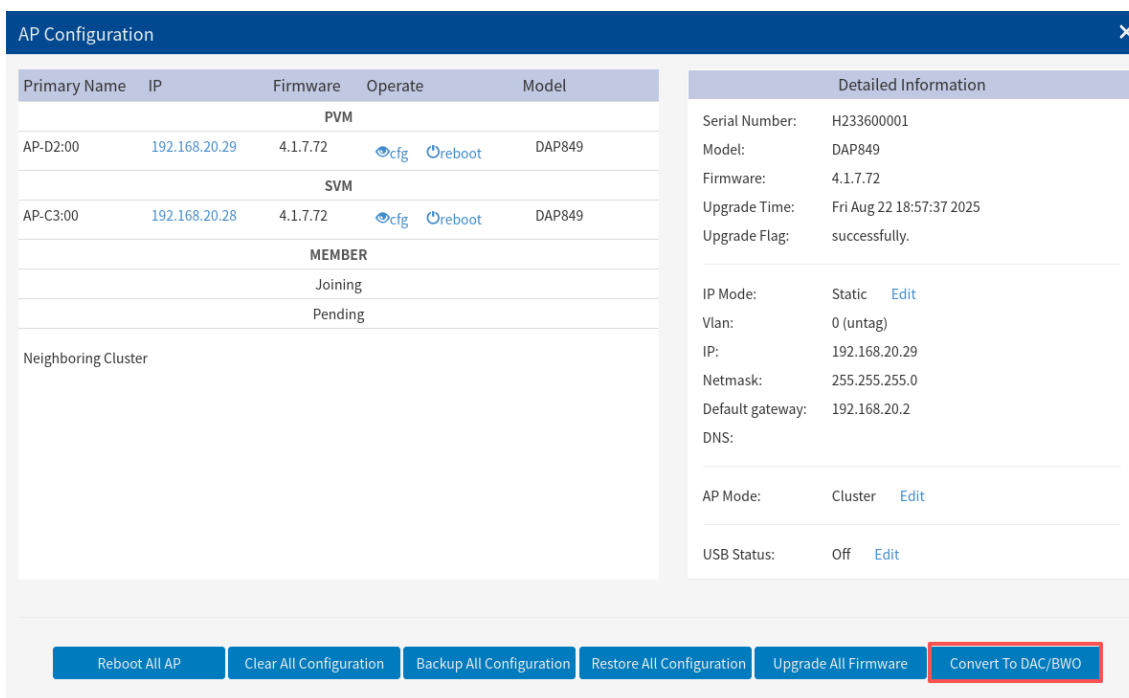 AP Configuration
Primary Name IP Firmware Operate Model
PVM
AP-D2:00 192.168.20.29 4.1.7.72 cfg reboot DAP849
SVM
AP-C3:00 192.168.20.28 4.1.7.72 cfg reboot DAP849
MEMBER
Joining
Pending
Neighboring Cluster
Detailed Information
Serial Number: H233600001
Model: DAP849
Firmware: 4.1.7.72
Upgrade Time: Fri Aug 22 18:57:37 2025
Upgrade Flag: successfully.
IP Mode: Static Edit
Vlan: 0 (untag)
IP: 192.168.20.29
Netmask: 255.255.255.0
Default gateway: 192.168.20.2
DNS:
AP Mode: Cluster Edit
USB Status: Off Edit
Reboot All AP Clear All Configuration Backup All Configuration Restore All Configuration Upgrade All Firmware Convert To DAC/BWO